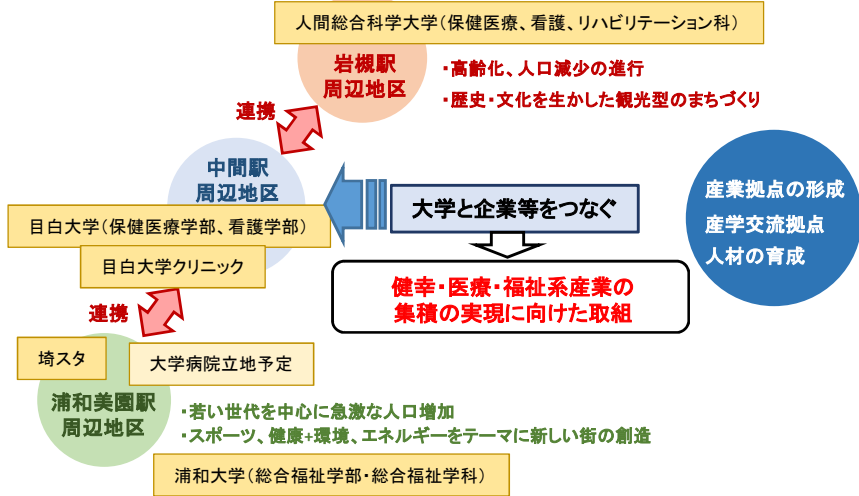 人間総合科学大学(保健医療、看護、リハビリテーション科)
岩槻駅
周辺地区
・高齢化、人口減少の進行
・歴史・文化を生かした観光型のまちづくり
連携
中間駅
周辺地区
大学と企業等をつなぐ
産業拠点の形成
産学交流拠点
人材の育成
目白大学(保健医療学部、看護学部)
目白大学クリニック
健幸・医療・福祉系産業の
集積の実現に向けた取組
連携
埼スタ
大学病院立地予定
浦和美園駅
周辺地区
・若い世代を中心に急激な人口増加
・スポーツ、健康+環境、エネルギーをテーマに新しい街の創造
浦和大学(総合福祉学部・総合福祉学科)